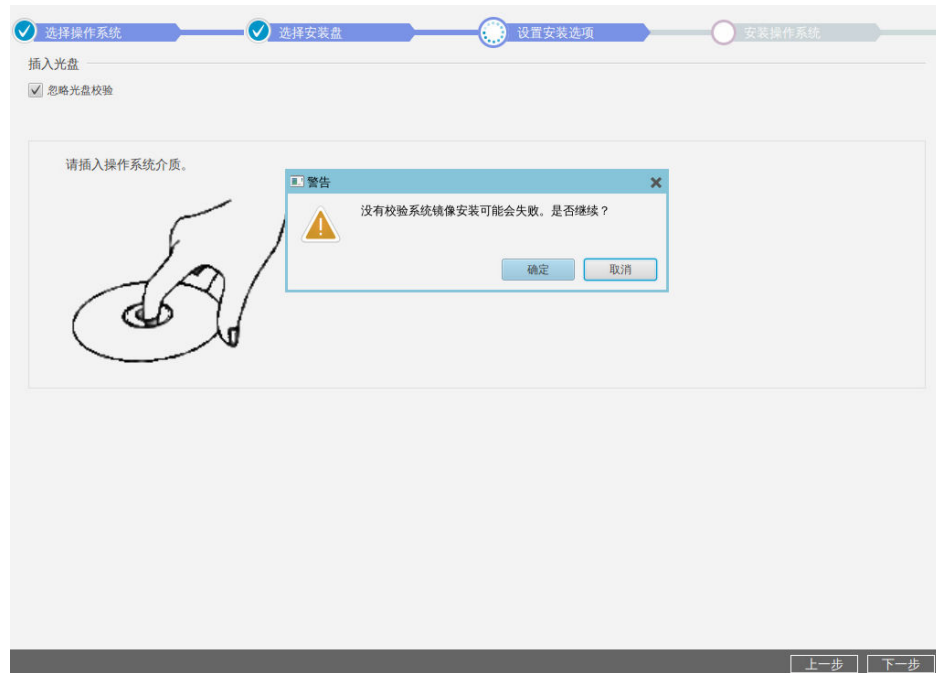 选择操作系统
选择安装盘
设置安装选项
安装操作系统
插入光盘
忽略光盘校验
请插入操作系统介质。
警告
没有校验系统镜像安装可能会失败。是否继续？
确定
取消
上一步
下一步